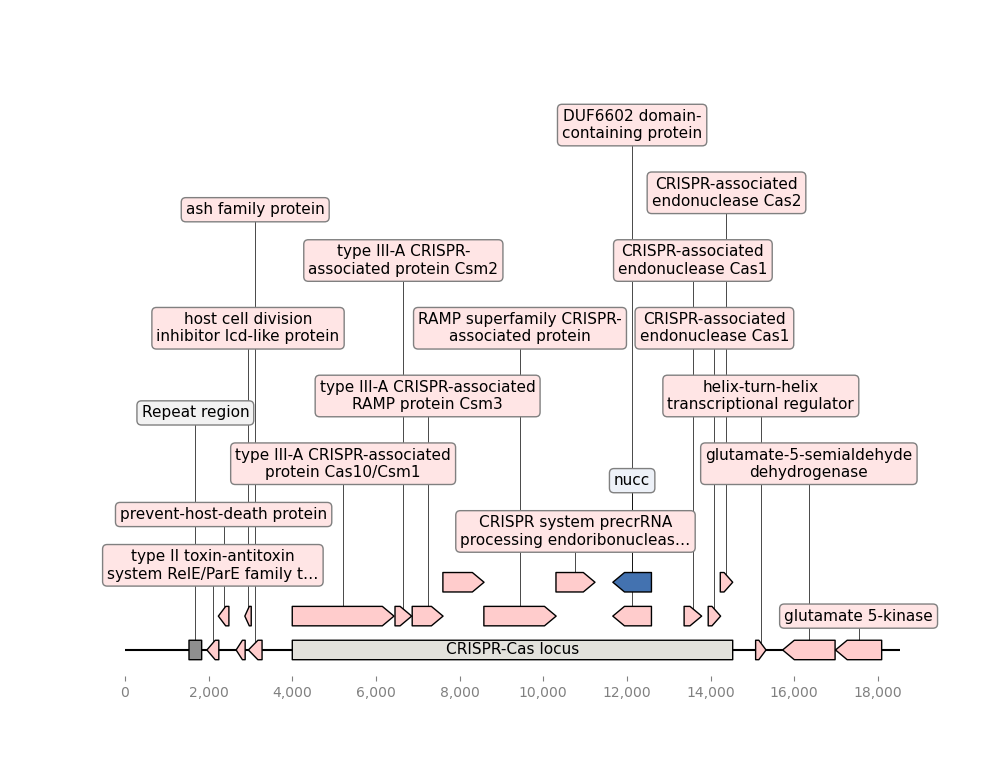 DUF6602 domain-
containing protein
CRISPR-associated
endonuclease Cas2
ash family protein
type III-A CRISPR-
associated protein Csm2
CRISPR-associated
endonuclease Cas1
host cell division
inhibitor Icd-like protein
RAMP superfamily CRISPR-
associated protein
CRISPR-associated
endonuclease Cas1
type III-A CRISPR-associated
RAMP protein Csm3
helix-turn-helix
transcriptional regulator
Repeat region
type III-A CRISPR-associated
protein Cas10/Csm1
glutamate-5-semialdehyde
dehydrogenase
nucc
prevent-host-death protein
CRISPR system precrRNA
processing endoribonucleas...
type II toxin-antitoxin
system RelE/ParE family t...
glutamate 5-kinase
CRISPR-Cas locus
0 2,000 4,000 6,000 8,000 10,000 12,000 14,000 16,000 18,000